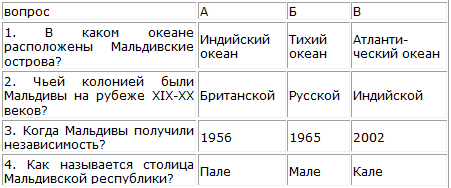 вопрос А Б В
1. В каком океане
расположены Мальдивские
острова?
Индийский
океан
Тихий
океан
Атланти-
ческий океан
2. Чьей колонией были
Мальдивы на рубеже XIX-XX
веков?
Британской Русской Индийской
3. Когда Мальдивы получили
независимость?
1956 1965 2002
4. Как называется столица
Мальдивской республики?
Пале Мале Кале